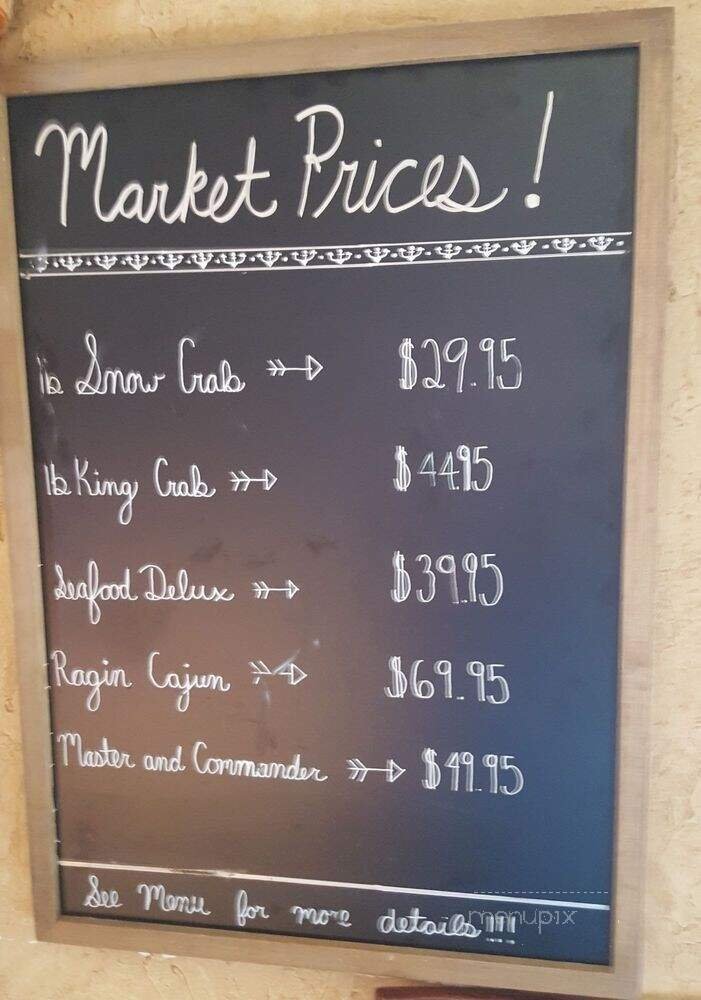 Market Prices!
1lb Snow Crab $29.95
1lb King Crab $44.95
Seafood Delux $39.95
Ragin Cajun $69.95
Master and Commander $49.95
See Menu for more details!!!
menupix